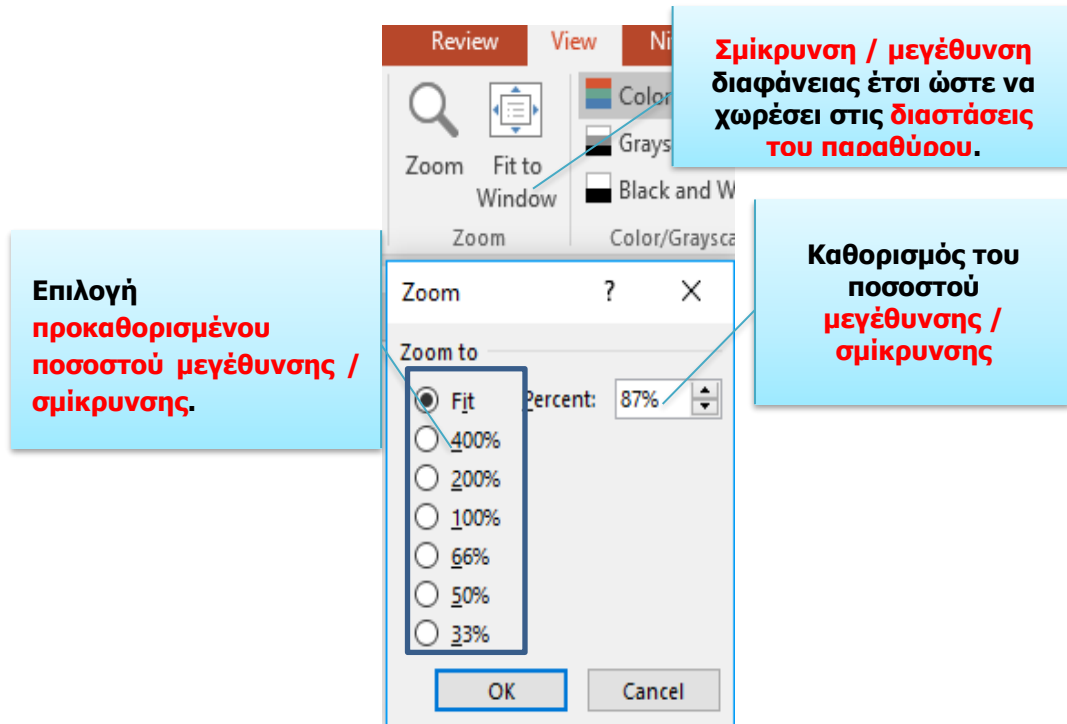 Review View Ni
Σμίκρυνση / μεγέθυνση
διαφάνειας έτσι ώστε να
χωρέσει στις διαστάσεις
του παραθύρου.
Color
Grays
Black and W
Zoom Fit to
Window
Zoom Color/Graysca
Επιλογή
προκαθορισμένου
ποσοστού μεγέθυνσης /
σμίκρυνσης.
Καθορισμός του
ποσοστού
μεγέθυνσης /
σμίκρυνσης
Zoom ? X
Zoom to
Fit Percent: 87%
400%
200%
100%
66%
50%
33%
OK Cancel